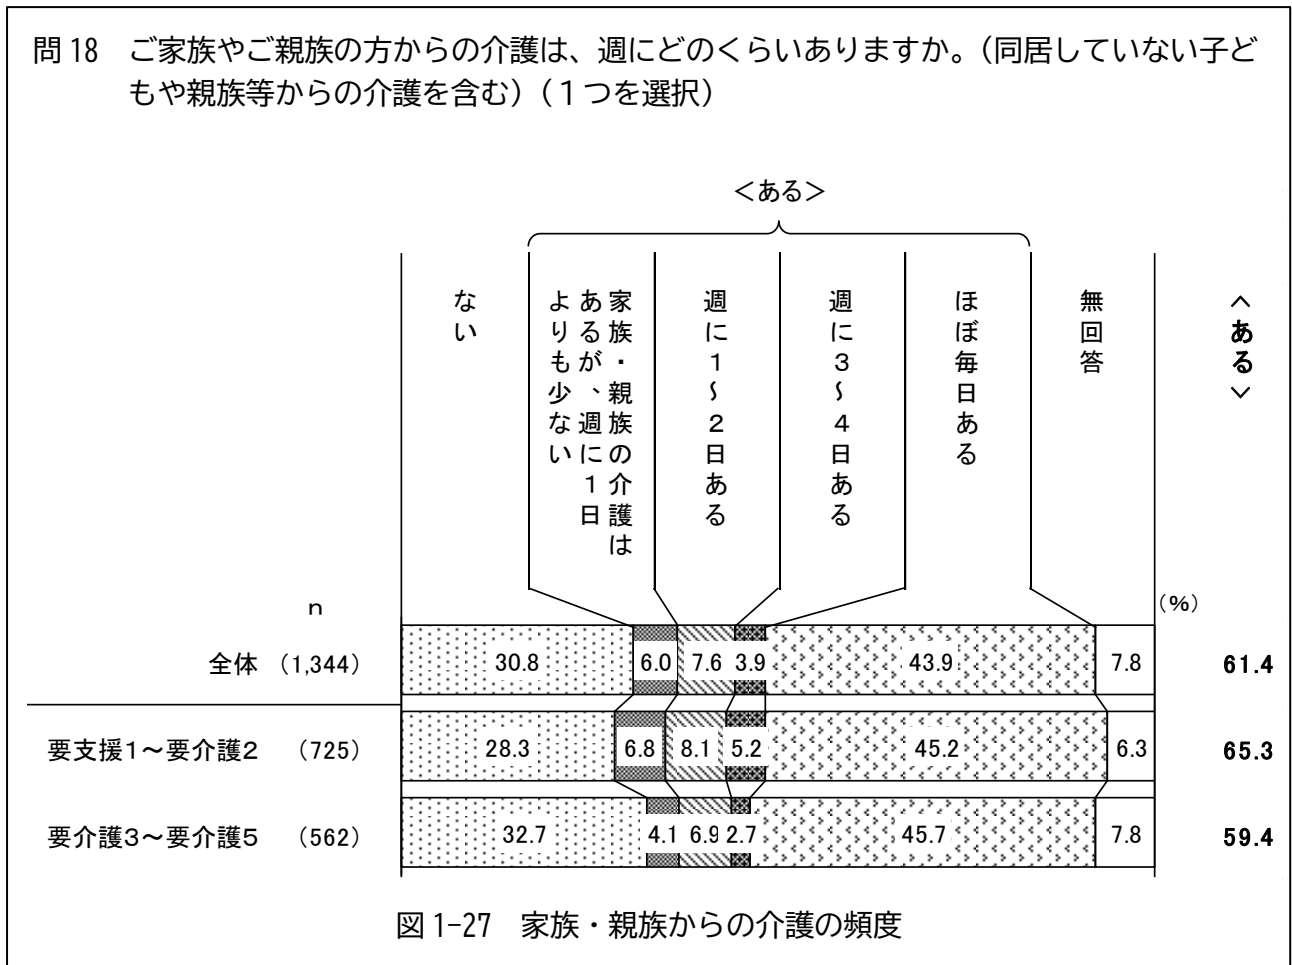 問18 ご家族やご親族の方からの介護は、週にどのくらいありますか。（同居していない子ど
もや親族等からの介護を含む）（１つを選択）
＜ある＞
ない
家族・親族の介護は
あるが、週に１日
よりも少ない
週に１～２日ある
週に３～４日ある
ほぼ毎日ある
無回答
＜ある＞
n
(%)
全体 (1,344) 30.8 6.0 7.6 3.9 43.9 7.8 61.4
要支援１～要介護２ (725) 28.3 6.8 8.1 5.2 45.2 6.3 65.3
要介護３～要介護５ (562) 32.7 4.1 6.9 2.7 45.7 7.8 59.4
図1-27 家族・親族からの介護の頻度